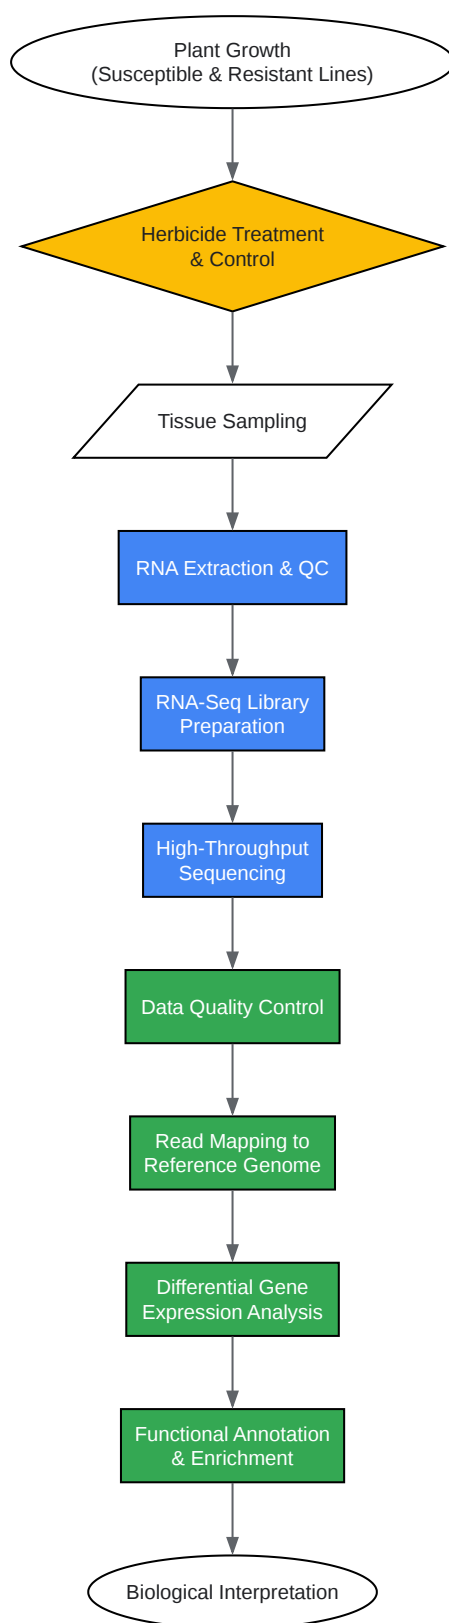 Plant Growth
(Susceptible & Resistant Lines)
Herbicide Treatment
& Control
Tissue Sampling
RNA Extraction & QC
RNA-Seq Library
Preparation
High-Throughput
Sequencing
Data Quality Control
Read Mapping to
Reference Genome
Differential Gene
Expression Analysis
Functional Annotation
& Enrichment
Biological Interpretation